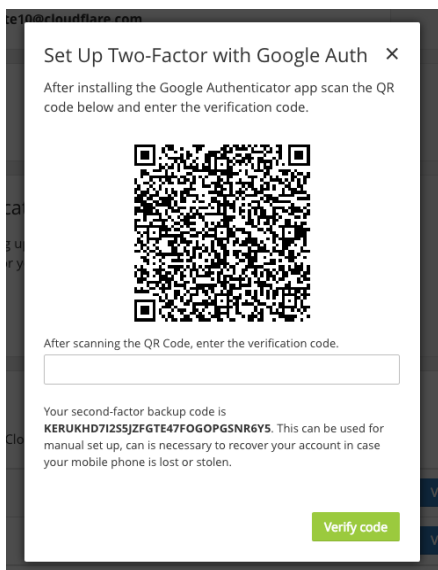 te10@cloudflare.com
Set Up Two-Factor with Google Auth ×
After installing the Google Authenticator app scan the QR
code below and enter the verification code.
After scanning the QR Code, enter the verification code.
Your second-factor backup code is
KERUKHD7I2S5JZFGTE47FOGOPGSNR6Y5. This can be used for
manual set up, can is necessary to recover your account in case
your mobile phone is lost or stolen.
Verify code